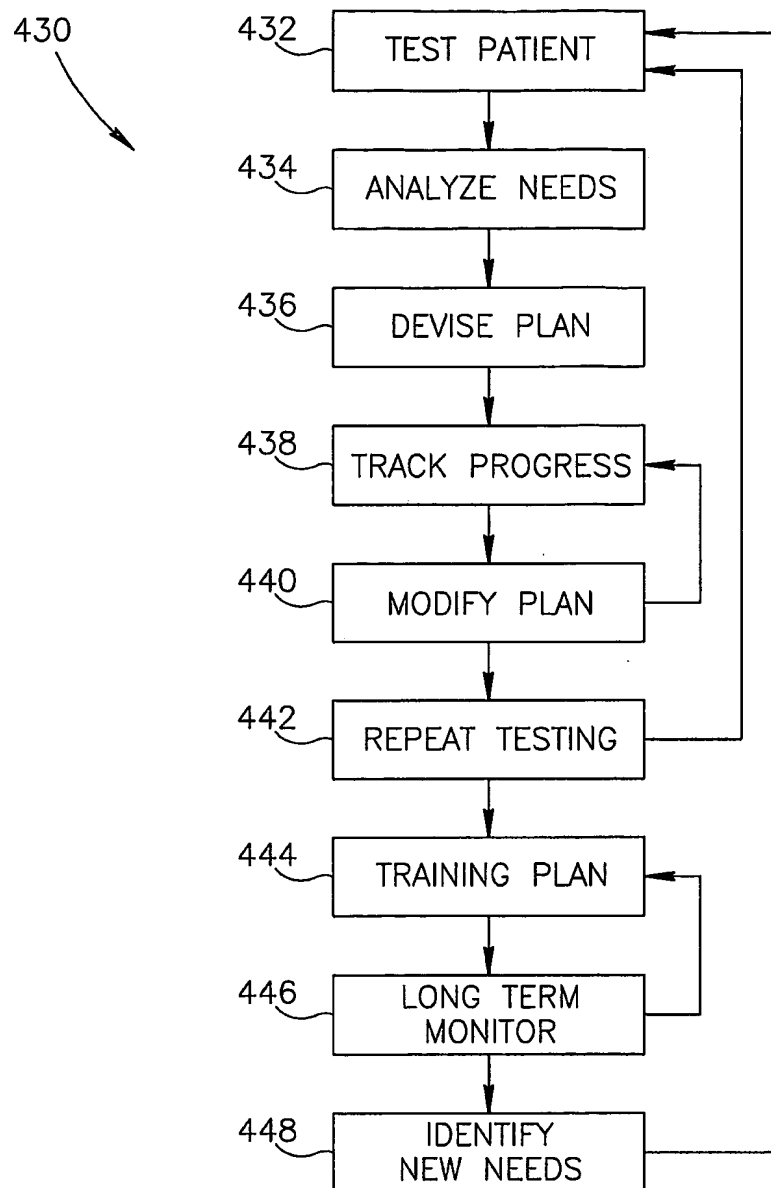 430
432
TEST PATIENT
434
ANALYZE NEEDS
436
DEVISE PLAN
438
TRACK PROGRESS
440
MODIFY PLAN
442
REPEAT TESTING
444
TRAINING PLAN
446
LONG TERM
MONITOR
448
IDENTIFY
NEW NEEDS